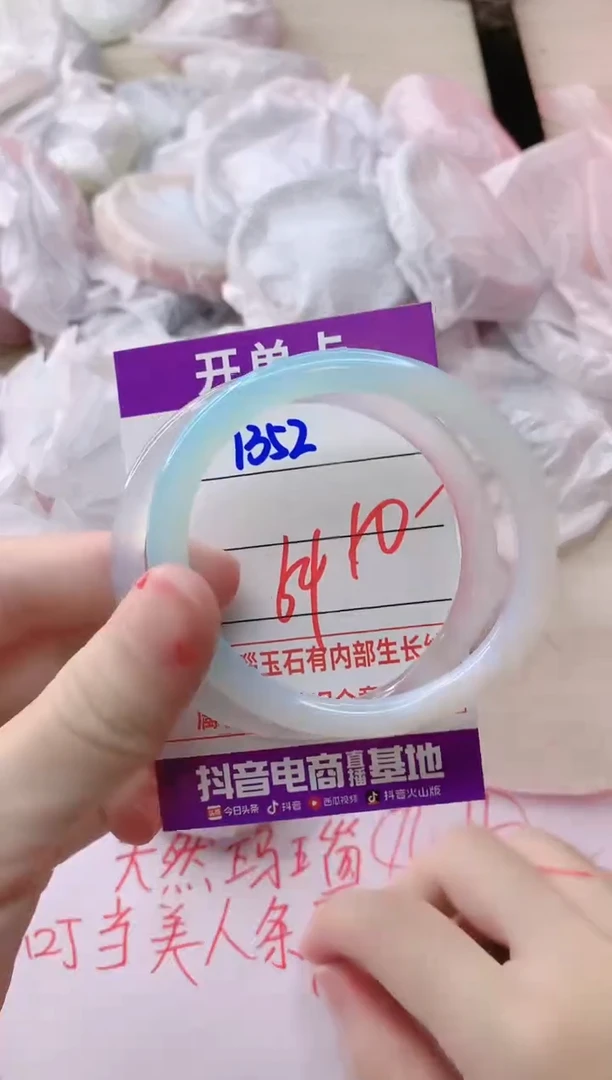 开单卡
1352
64 10-
玉石有内部生长
抖音电商直播基地
今日头条 抖音 西瓜视频 抖音火山版
天然玛瑙
叮当美人条